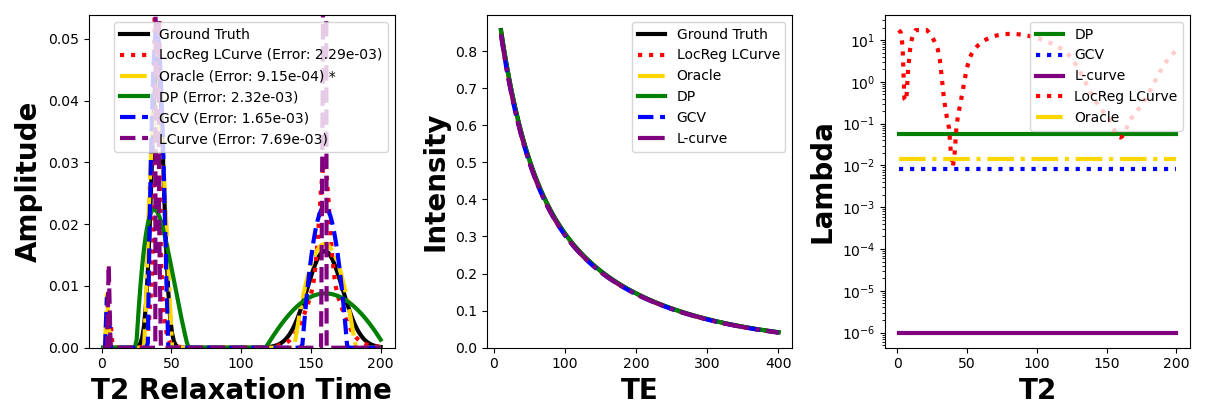 Amplitude
0.05
0.04
0.03
0.02
0.01
0.00
0
50
100
150
200
T2 Relaxation Time
Ground Truth
LocReg LCurve (Error: 2.29e-03)
Oracle (Error: 9.15e-04) *
DP (Error: 2.32e-03)
GCV (Error: 1.65e-03)
LCurve (Error: 7.69e-03)
Intensity
0.8
0.7
0.6
0.5
0.4
0.3
0.2
0.1
0.0
0
100
200
300
400
TE
Ground Truth
LocReg LCurve
Oracle
DP
GCV
L-curve
Lambda
10¹
10⁰
10⁻¹
10⁻²
10⁻³
10⁻⁴
10⁻⁵
10⁻⁶
0
50
100
150
200
T2
DP
GCV
L-curve
LocReg LCurve
Oracle